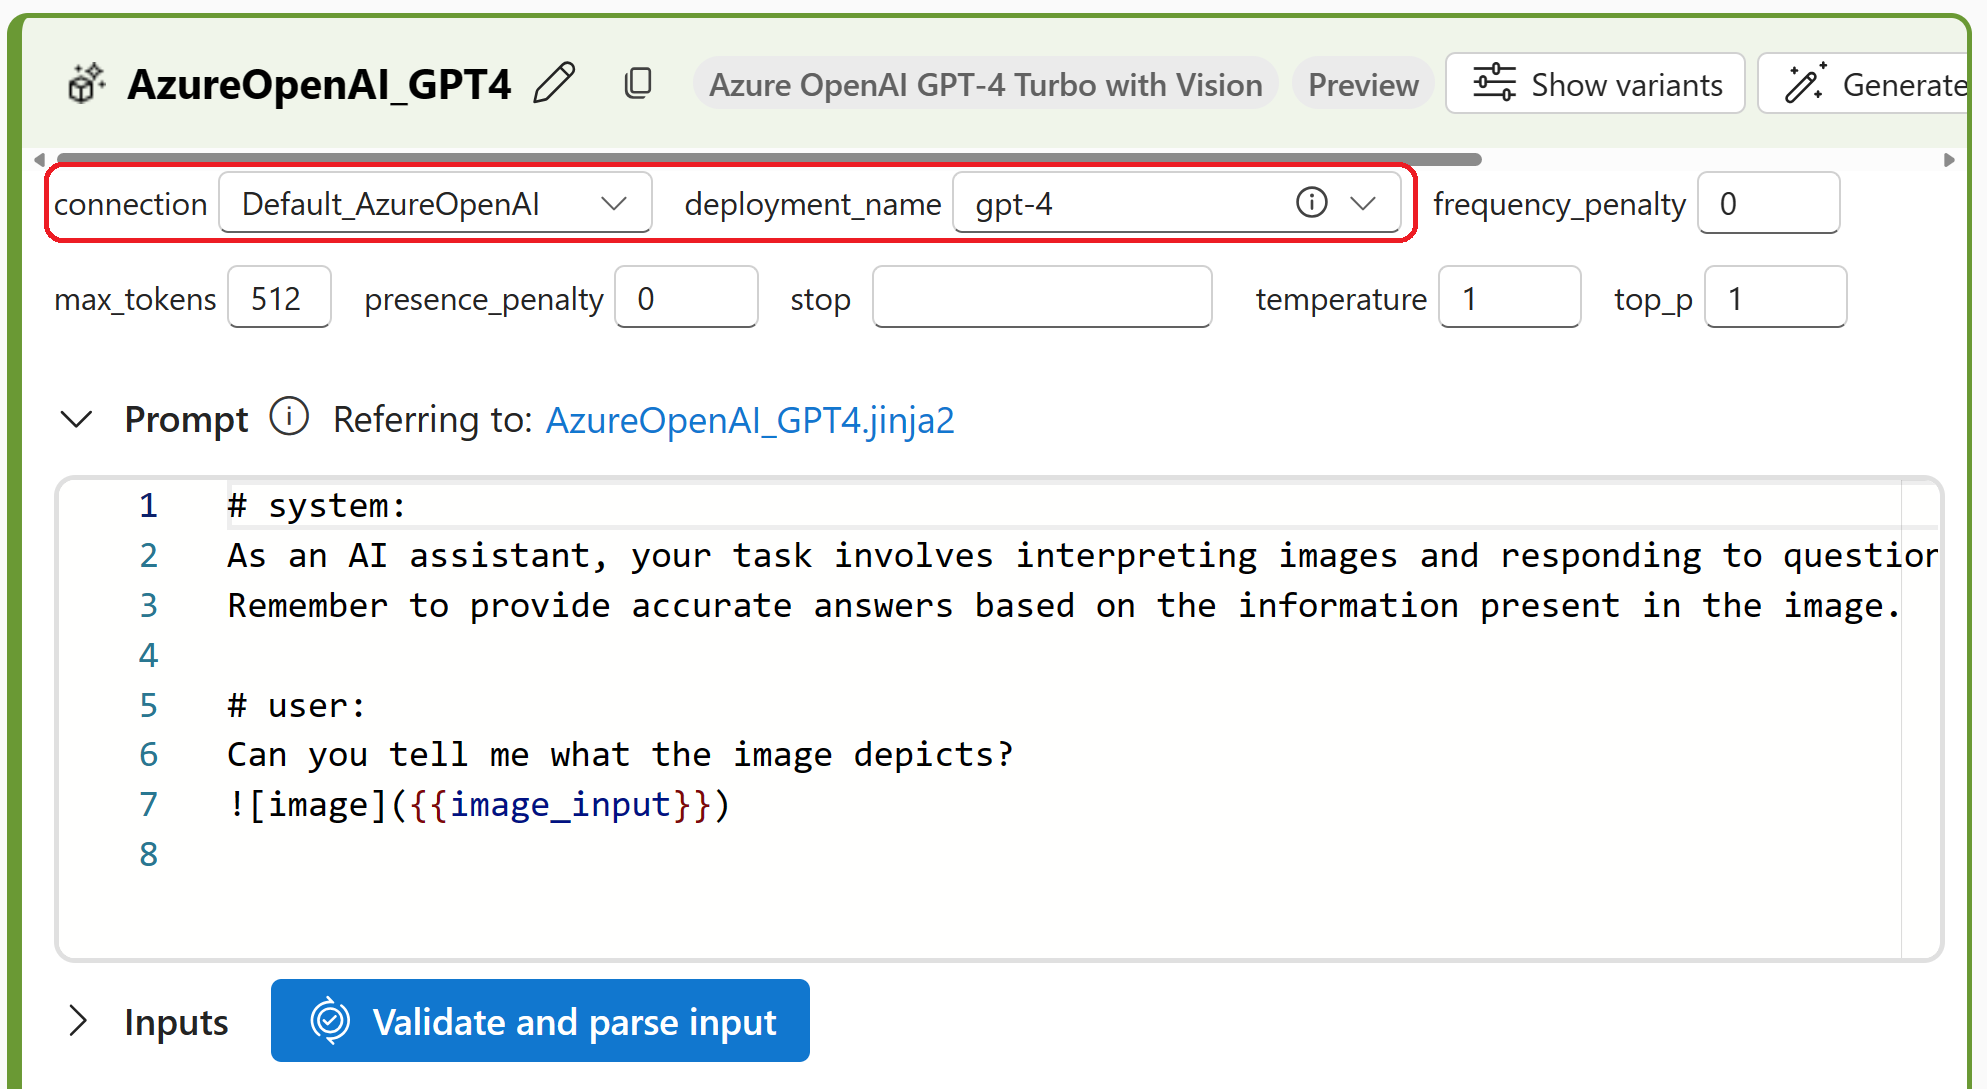 AzureOpenAI_GPT4 Azure OpenAI GPT-4 Turbo with Vision Preview Show variants Generate
connection Default_AzureOpenAI deployment_name gpt-4 frequency_penalty 0
max_tokens 512 presence_penalty 0 stop temperature 1 top_p 1
Prompt Referring to: AzureOpenAI_GPT4.jinja2
1 # system:
2 As an AI assistant, your task involves interpreting images and responding to question
3 Remember to provide accurate answers based on the information present in the image.
4
5 # user:
6 Can you tell me what the image depicts?
7 ![image]({{image_input}})
8
Inputs Validate and parse input